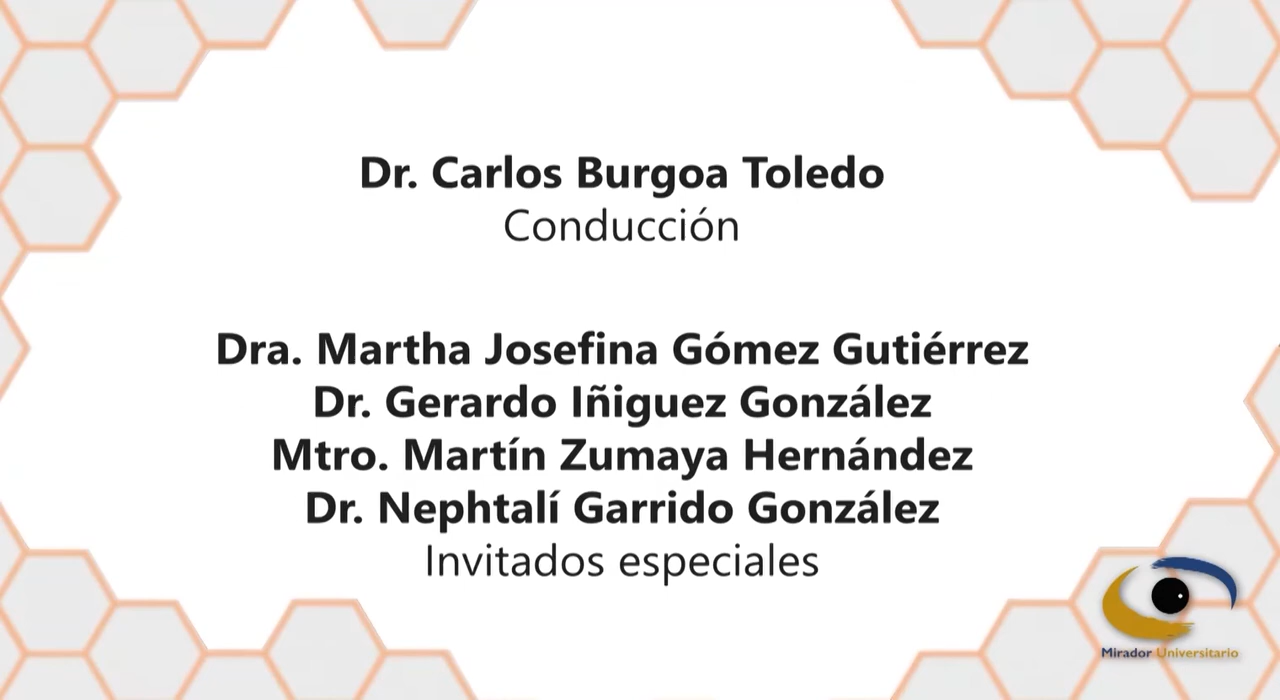 Dr. Carlos Burgoa Toledo
Conducción
Dra. Martha Josefina Gómez Gutiérrez
Dr. Gerardo Iñiguez González
Mtro. Martín Zumaya Hernández
Dr. Nephtalí Garrido González
Invitados especiales
Mirador Universitario